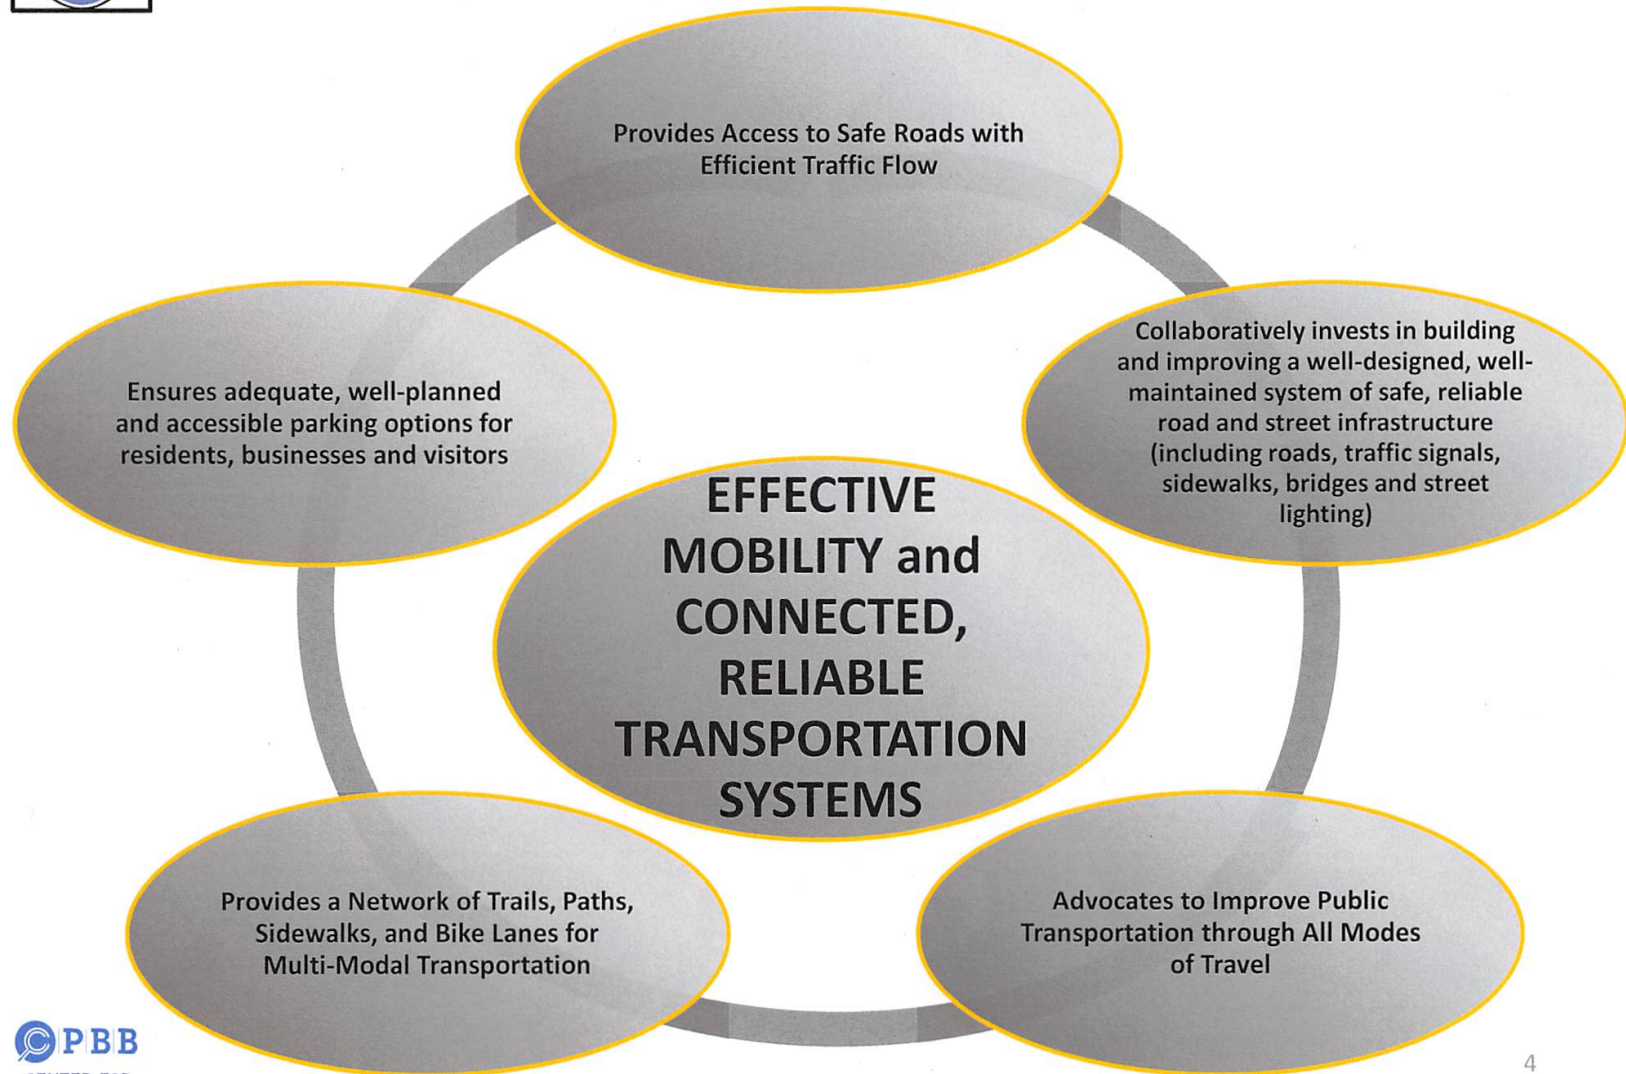 Provides Access to Safe Roads with
Efficient Traffic Flow
Collaboratively invests in building
and improving a well-designed, well-
maintained system of safe, reliable
road and street infrastructure
(including roads, traffic signals,
sidewalks, bridges and street
lighting)
Ensures adequate, well-planned
and accessible parking options for
residents, businesses and visitors
EFFECTIVE
MOBILITY and
CONNECTED,
RELIABLE
TRANSPORTATION
SYSTEMS
Provides a Network of Trails, Paths,
Sidewalks, and Bike Lanes for
Multi-Modal Transportation
Advocates to Improve Public
Transportation through All Modes
of Travel
PBB
4